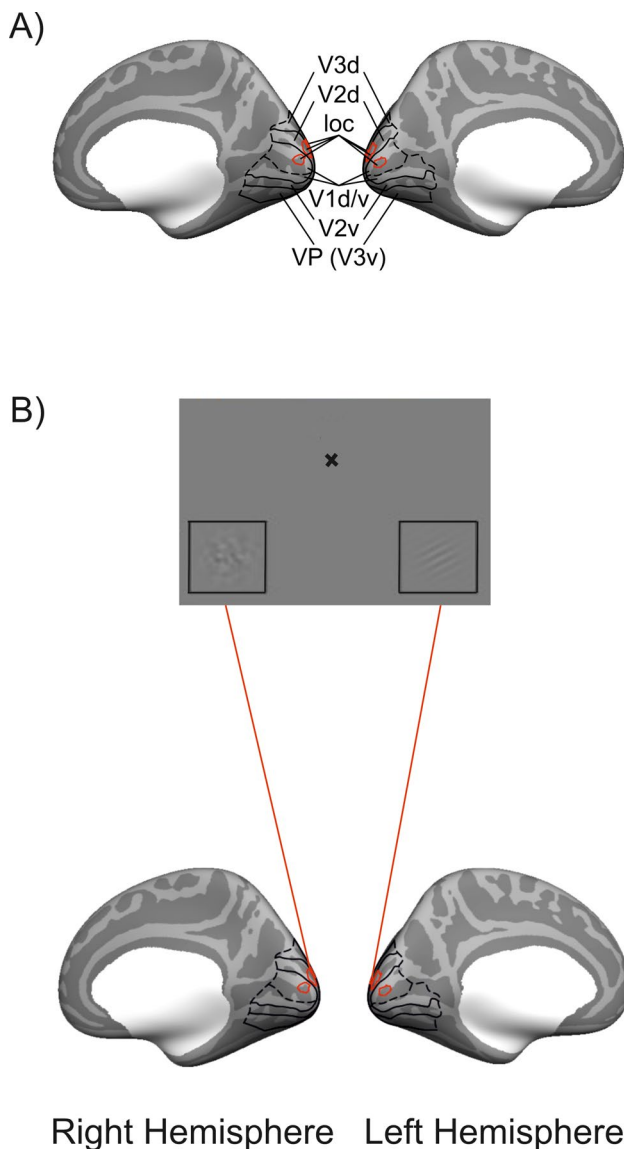 A)
V3d
V2d
loc
V1d/v
V2v
VP (V3v)
B)
Right Hemisphere
Left Hemisphere